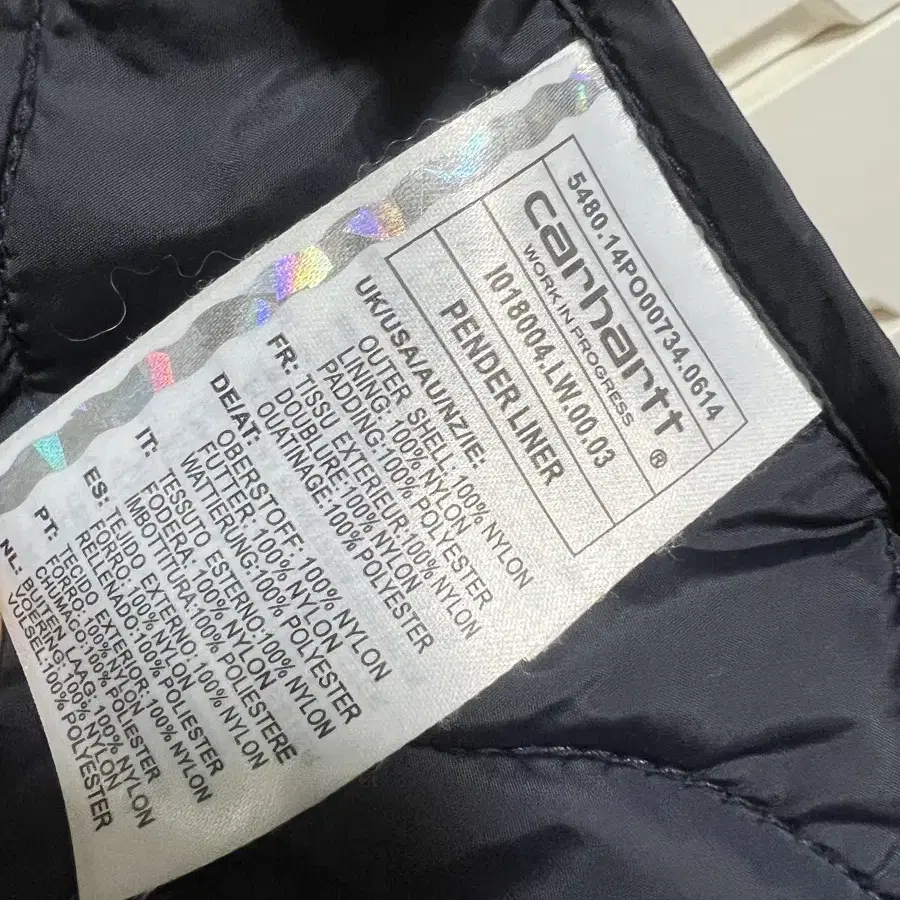 5480.14PO00734.0614
carhartt®
WORK IN PROGRESS
I018004.LW.00.03
PENDER LINER
UK/USA/AU/NZ/IE:
OUTER SHELL: 100% NYLON
LINING: 100% NYLON
PADDING:100% POLYESTER
FR: TISSU EXTERIEUR:100% NYLON
DOUBLURE:100% NYLON
OUATINAGE:100% POLYESTER
DE/AT:
OBERSTOFF: 100% NYLON
FUTTER: 100% NYLON
WATTIERUNG:100% POLYESTER
IT:
TESSUTO ESTERNO:100% NYLON
FODERA: 100% NYLON
IMBOTTITURA:100% POLIESTERE
ES:
TEJIDO EXTERNO: 100% NYLON
FORRO: 100% NYLON
RELLENADO:100% POLIESTER
PT:
TECIDO EXTERIOR: 100% NYLON
FORRO: 100% NYLON
CHUMACO:100% POLIESTER
NL: BUITEN LAAG: 100% NYLON
VOERING: 100% NYLON
VULSEL:100% POLYESTER